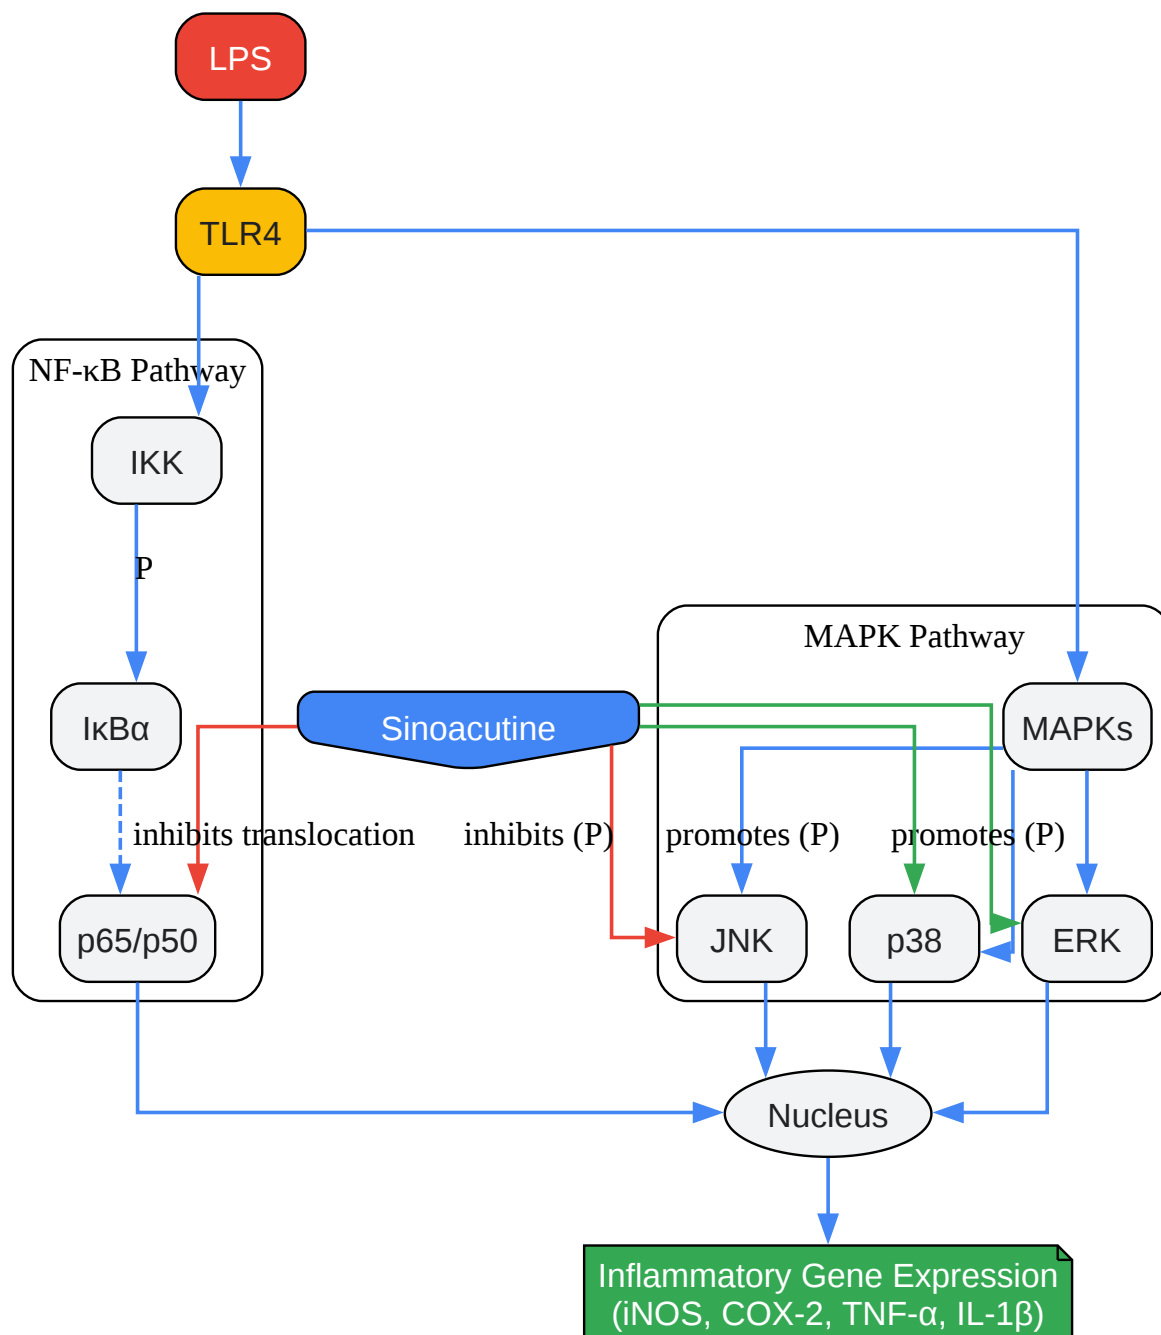 LPS
TLR4
NF-κB Pathway
IKK
P
MAPK Pathway
IκBα
Sinoacutine
MAPKs
inhibits translocation
inhibits (P)
promotes (P)
promotes (P)
p65/p50
JNK
p38
ERK
Nucleus
Inflammatory Gene Expression
(iNOS, COX-2, TNF-α, IL-1β)